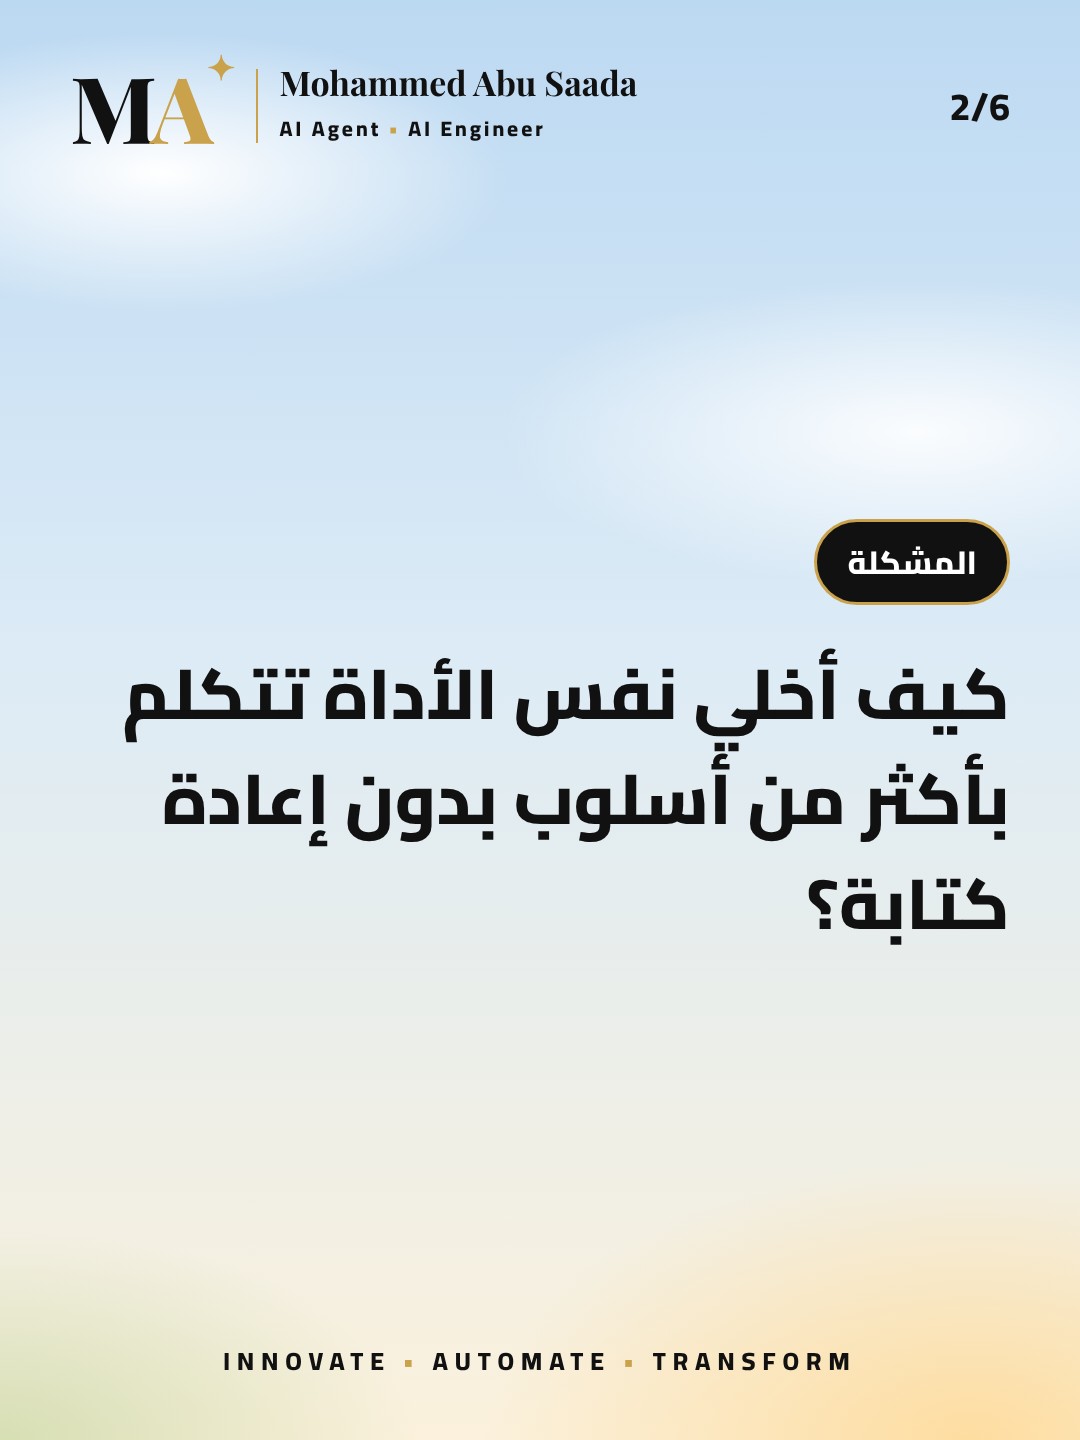 MA
Mohammed Abu Saada
AI Agent ▪ AI Engineer
2/6
المشكلة
كيف أخلي نفس الأداة تتكلم
بأكثر من أسلوب بدون إعادة
كتابة؟
INNOVATE ▪ AUTOMATE ▪ TRANSFORM